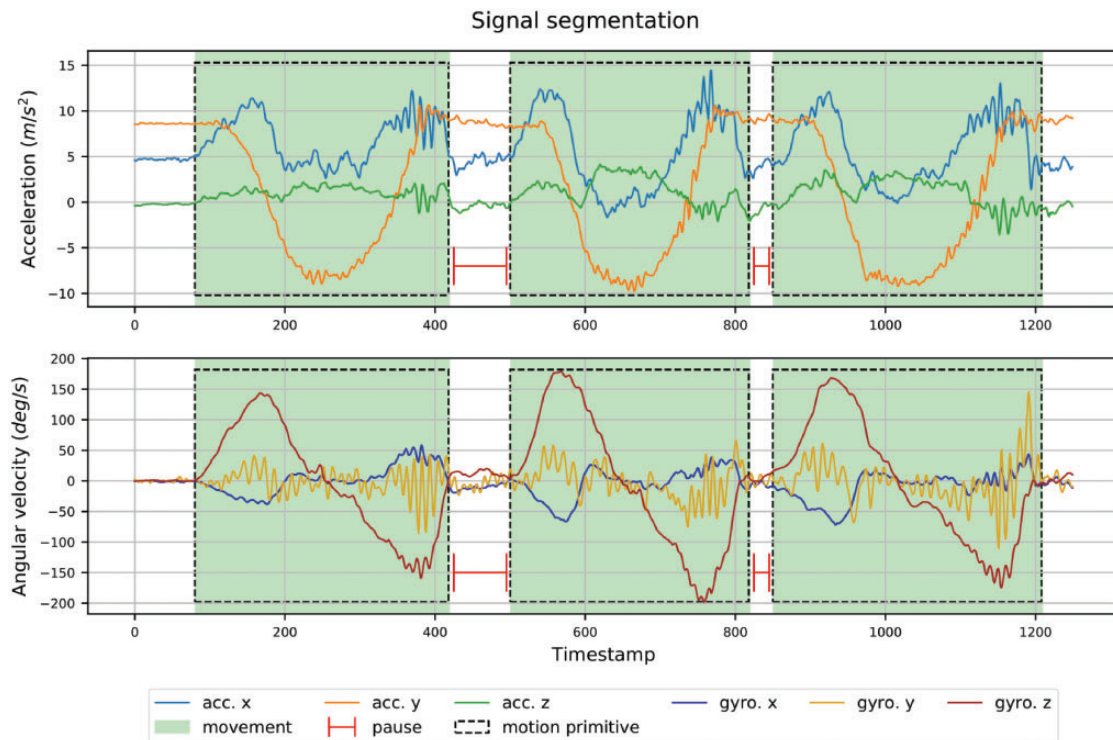 Signal segmentation
Acceleration (m/s²)
15
10
5
0
−5
−10
0 200 400 600 800 1000 1200
Angular velocity (deg/s)
200
150
100
50
0
−50
−100
−150
−200
0 200 400 600 800 1000 1200
Timestamp
acc. x acc. y acc. z gyro. x gyro. y gyro. z
movement pause motion primitive